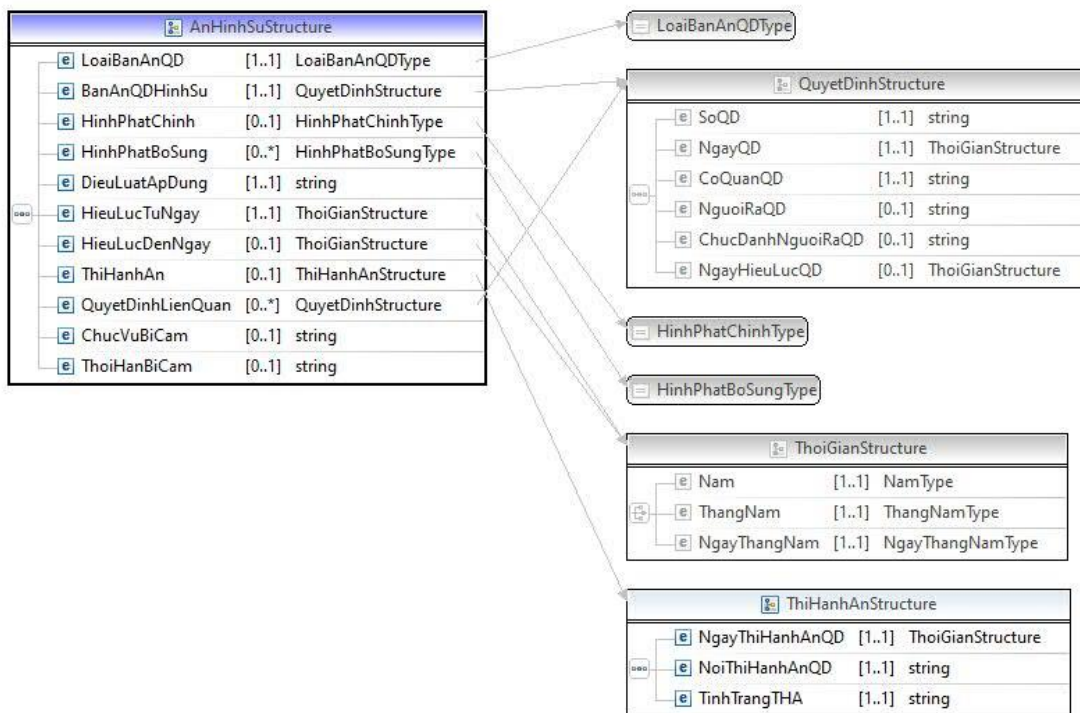 AnHinhSuStructure
LoaiBanAnQD [1..1] LoaiBanAnQDType
BanAnQDHinhSu [1..1] QuyetDinhStructure
HinhPhatChinh [0..1] HinhPhatChinhType
HinhPhatBoSung [0..*] HinhPhatBoSungType
DieuLuatApDung [1..1] string
HieuLucTuNgay [1..1] ThoiGianStructure
HieuLucDenNgay [0..1] ThoiGianStructure
ThiHanhAn [0..1] ThiHanhAnStructure
QuyetDinhLienQuan [0..*] QuyetDinhStructure
ChucVuBiCam [0..1] string
ThoiHanBiCam [0..1] string
LoaiBanAnQDType
QuyetDinhStructure
SoQD [1..1] string
NgayQD [1..1] ThoiGianStructure
CoQuanQD [1..1] string
NguoiRaQD [0..1] string
ChucDanhNguoiRaQD [0..1] string
NgayHieuLucQD [0..1] ThoiGianStructure
HinhPhatChinhType
HinhPhatBoSungType
ThoiGianStructure
Nam [1..1] NamType
ThangNam [1..1] ThangNamType
NgayThangNam [1..1] NgayThangNamType
ThiHanhAnStructure
NgayThiHanhAnQD [1..1] ThoiGianStructure
NoiThiHanhAnQD [1..1] string
TinhTrangTHA [1..1] string